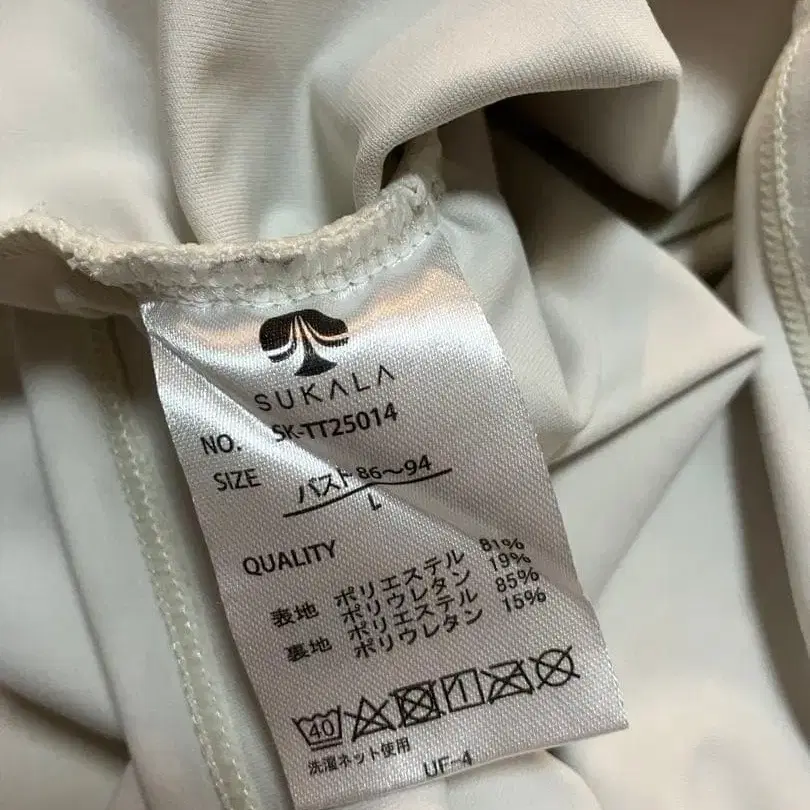 SUKALA
NO. SK-TT25014
SIZE バスト86〜94
L
QUALITY
表地 ポリエステル 81%
ポリウレタン 19%
裏地 ポリエステル 85%
ポリウレタン 15%
40
洗濯ネット使用
UF-4